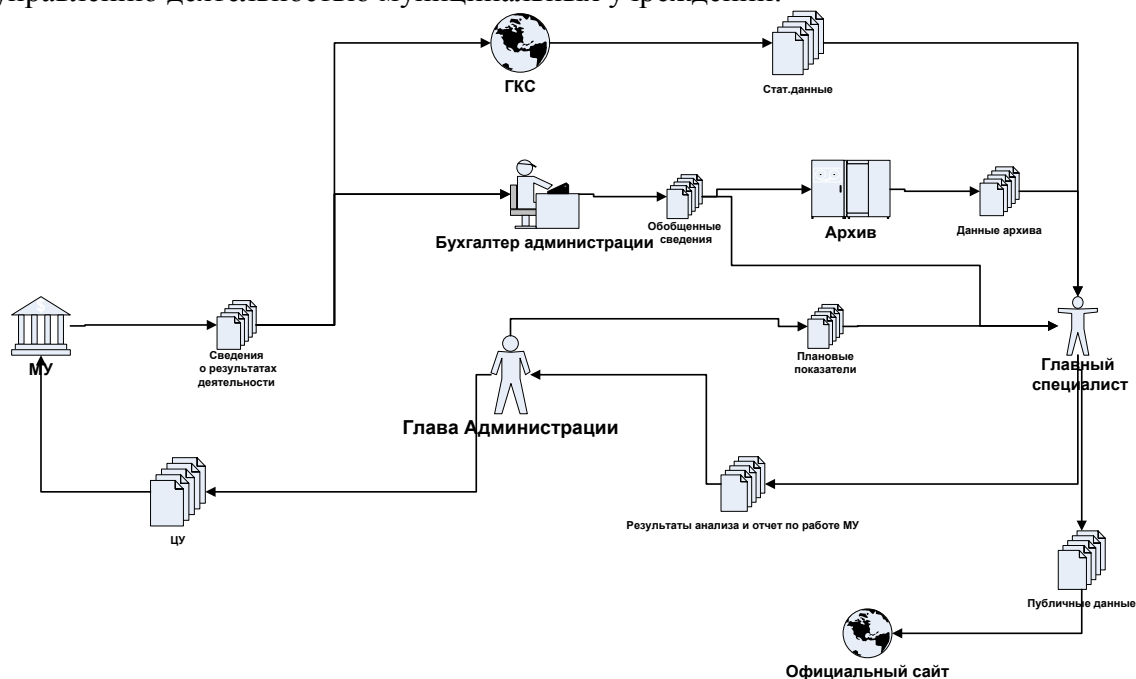 управлению деятельностью муниципальных учреждений.
ГКС
Стат.данные
Бухгалтер администрации
Обобщенные
сведения
Архив
Данные архива
МУ
Сведения
о результатах
деятельности
Плановые
показатели
Главный
специалист
Глава Администрации
ЦУ
Результаты анализа и отчет по работе МУ
Публичные данные
Официальный сайт